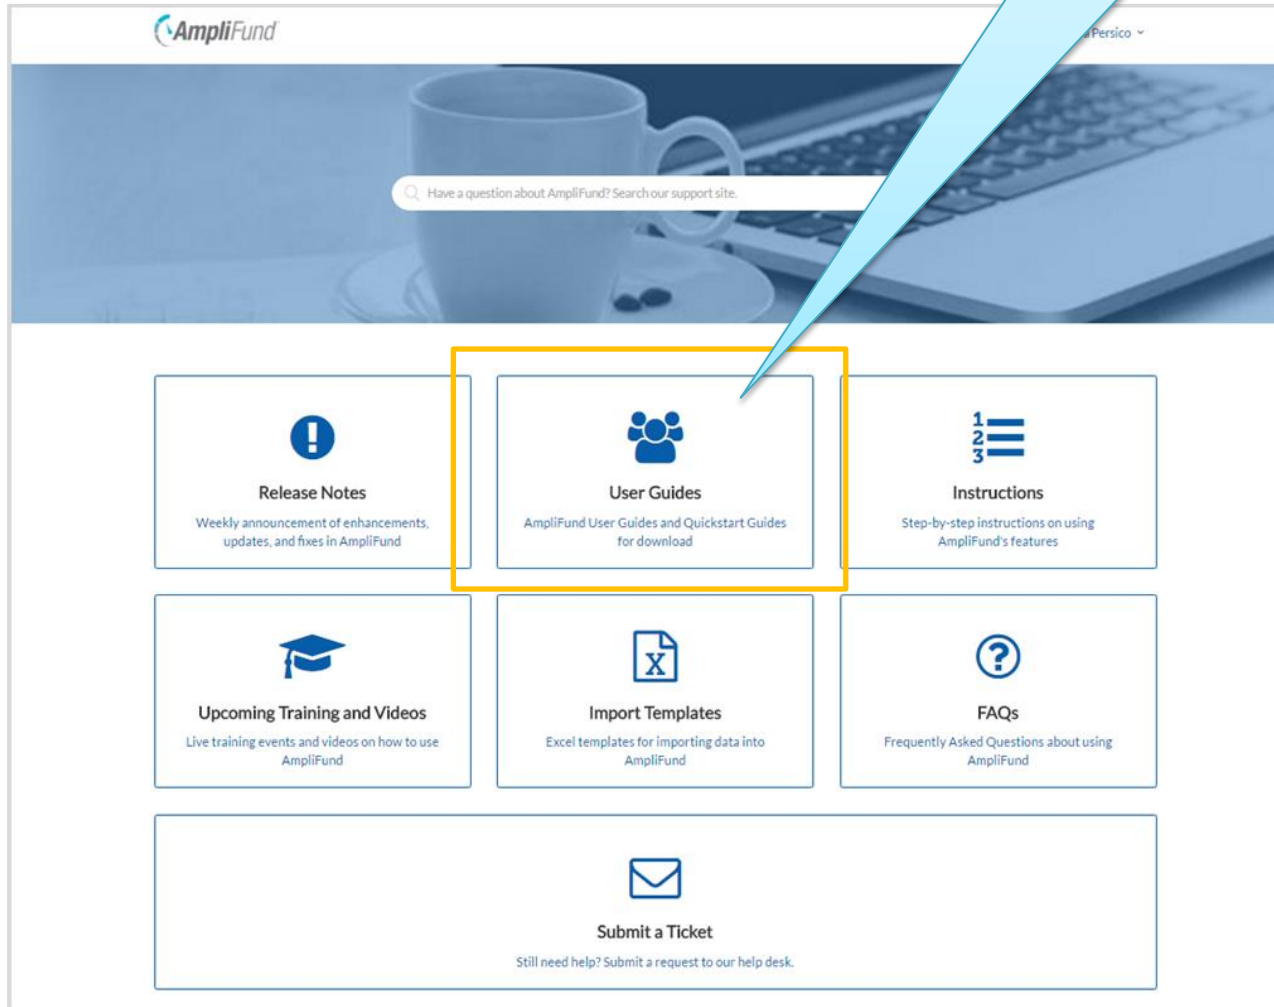 AmpliFund
Persico
Have a question about AmpliFund? Search our support site.
Release Notes
Weekly announcement of enhancements,
updates, and fixes in AmpliFund
User Guides
AmpliFund User Guides and Quickstart Guides
for download
1
2
3
Instructions
Step-by-step instructions on using
AmpliFund's features
Upcoming Training and Videos
Live training events and videos on how to use
AmpliFund
X
Import Templates
Excel templates for importing data into
AmpliFund
FAQs
Frequently Asked Questions about using
AmpliFund
Submit a Ticket
Still need help? Submit a request to our help desk.